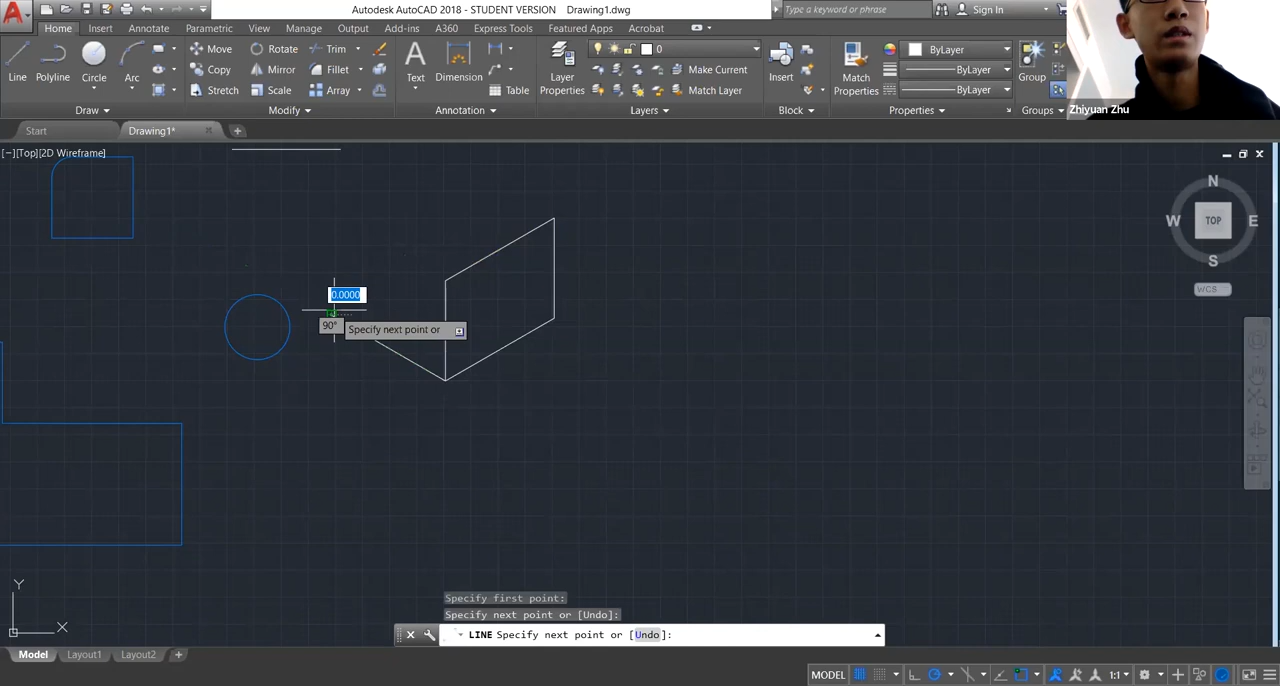 Autodesk AutoCAD 2018 - STUDENT VERSION Drawing1.dwg
Type a keyword or phrase
Sign In
Home Insert Annotate Parametric View Manage Output Add-ins A360 Express Tools Featured Apps Acrobat
Line Polyline Circle Arc
Move Rotate Trim
Copy Mirror Fillet
Stretch Scale Array
Text Dimension Table
Layer Properties
0
Make Current
Match Layer
Insert
Match Properties
ByLayer
ByLayer
ByLayer
Group
Draw Modify Annotation Layers Block Properties Groups
Zhiyuan Zhu
Start Drawing1*
[−][Top][2D Wireframe]
N
W TOP E
S
WCS
0.0000
90° Specify next point or
Y
X
Specify first point:
Specify next point or [Undo]:
LINE Specify next point or [Undo]:
Model Layout1 Layout2
MODEL 1:1